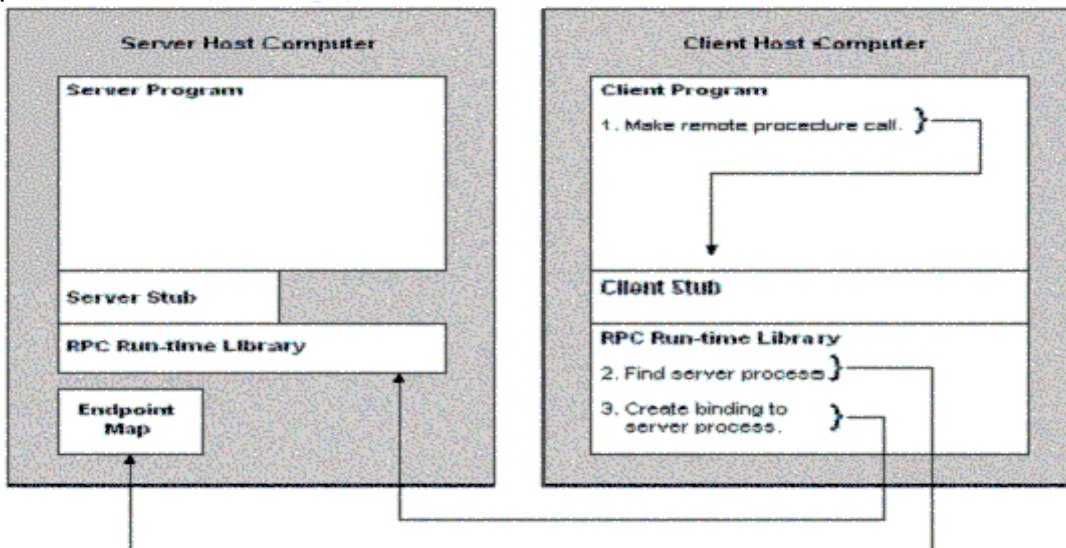 Server Host Computer
Server Program
Server Stub
RPC Run-time Library
Endpoint
Map
Client Host Computer
Client Program
1. Make remote procedure call.
Client Stub
RPC Run-time Library
2. Find server process
3. Create binding to
server process.